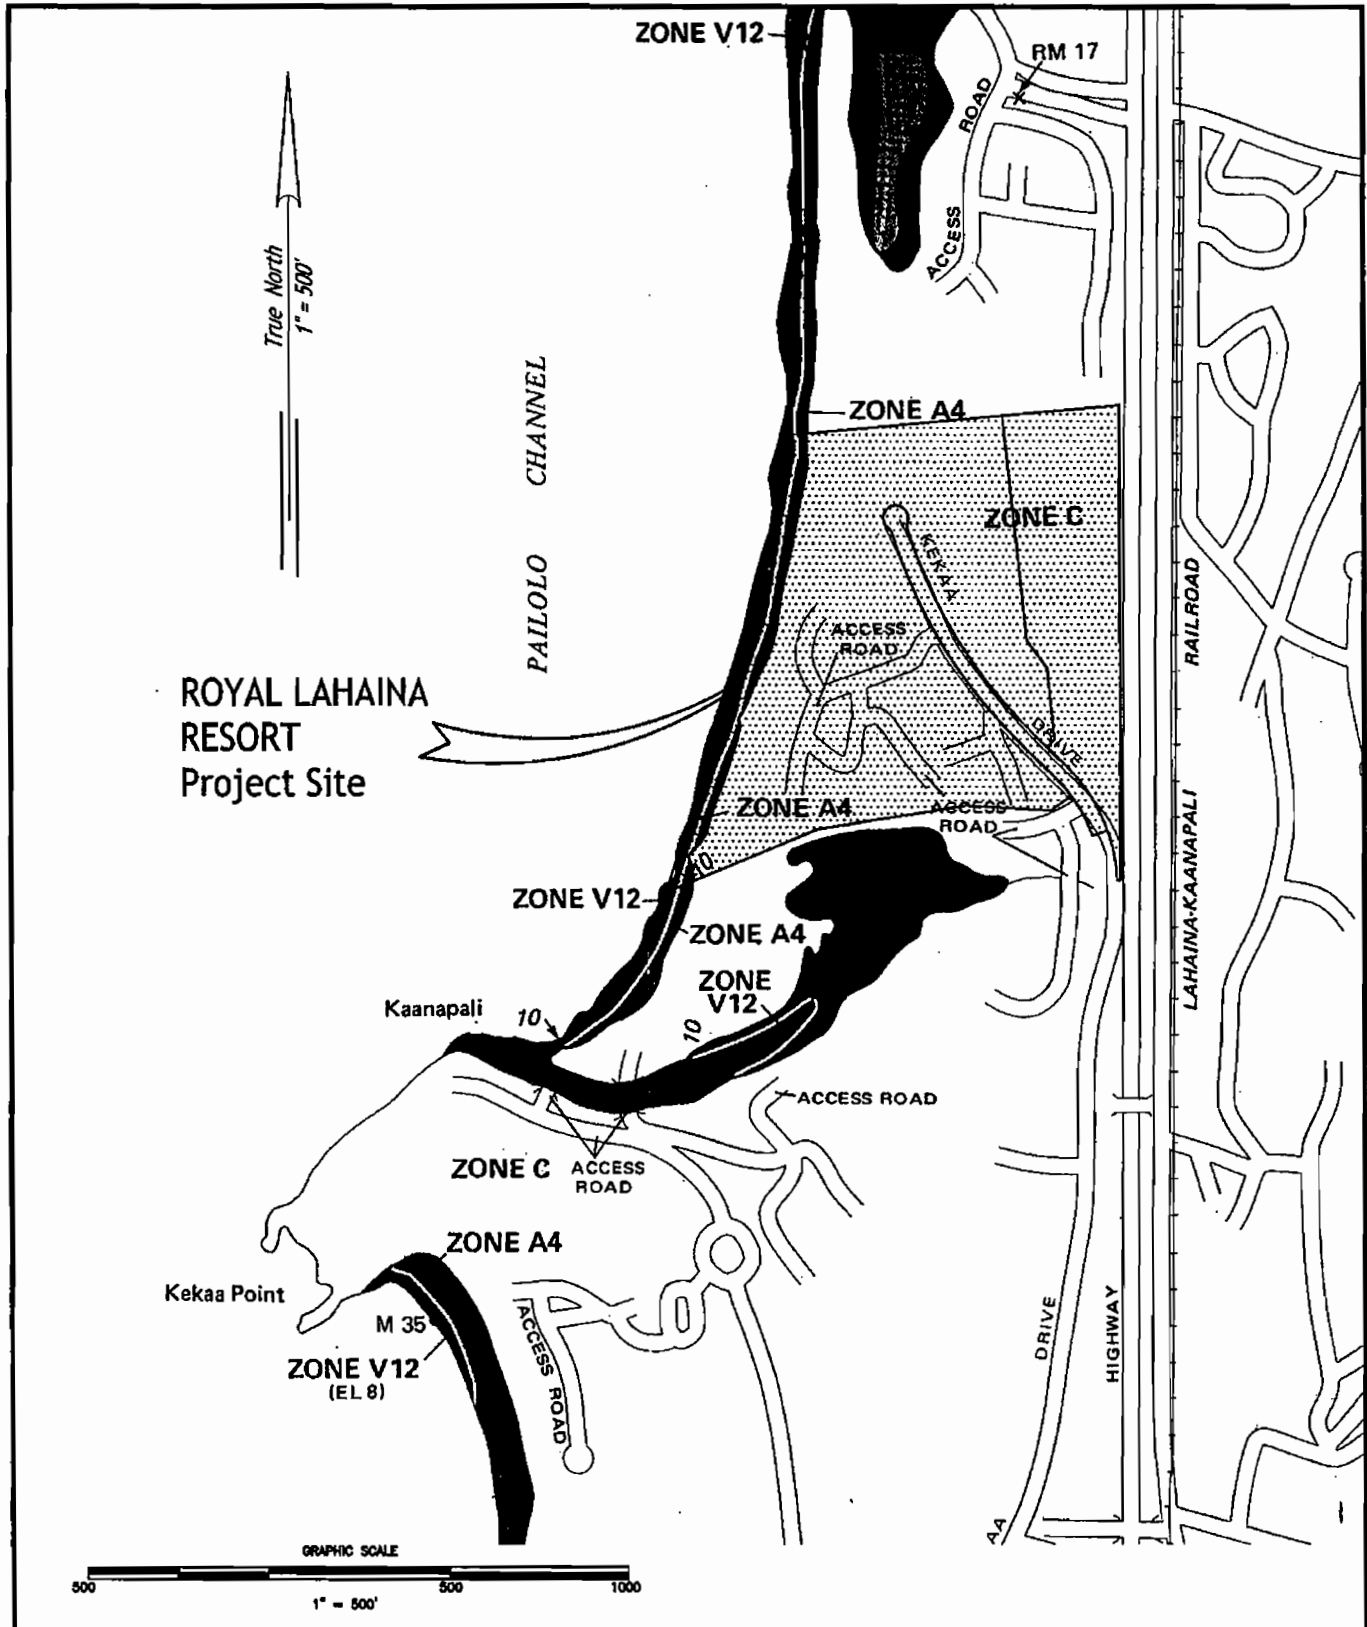 ZONE V12
RM 17
ACCESS ROAD
True North
1" = 500'
PAILOLO CHANNEL
ZONE A4
ZONE C
KEKAA DRIVE
ACCESS
ROAD
ROYAL LAHAINA
RESORT
Project Site
ZONE A4
ACCESS
ROAD
10
LAHAINA-KAANAPALI RAILROAD
ZONE V12
ZONE A4
ZONE
V12
Kaanapali
10
10
ACCESS ROAD
ZONE C
ACCESS
ROAD
ZONE A4
Kekaa Point
M 35
ZONE V12
(EL 8)
ACCESS ROAD
DRIVE
HIGHWAY
AA
GRAPHIC SCALE
500 500 1000
1" = 500'